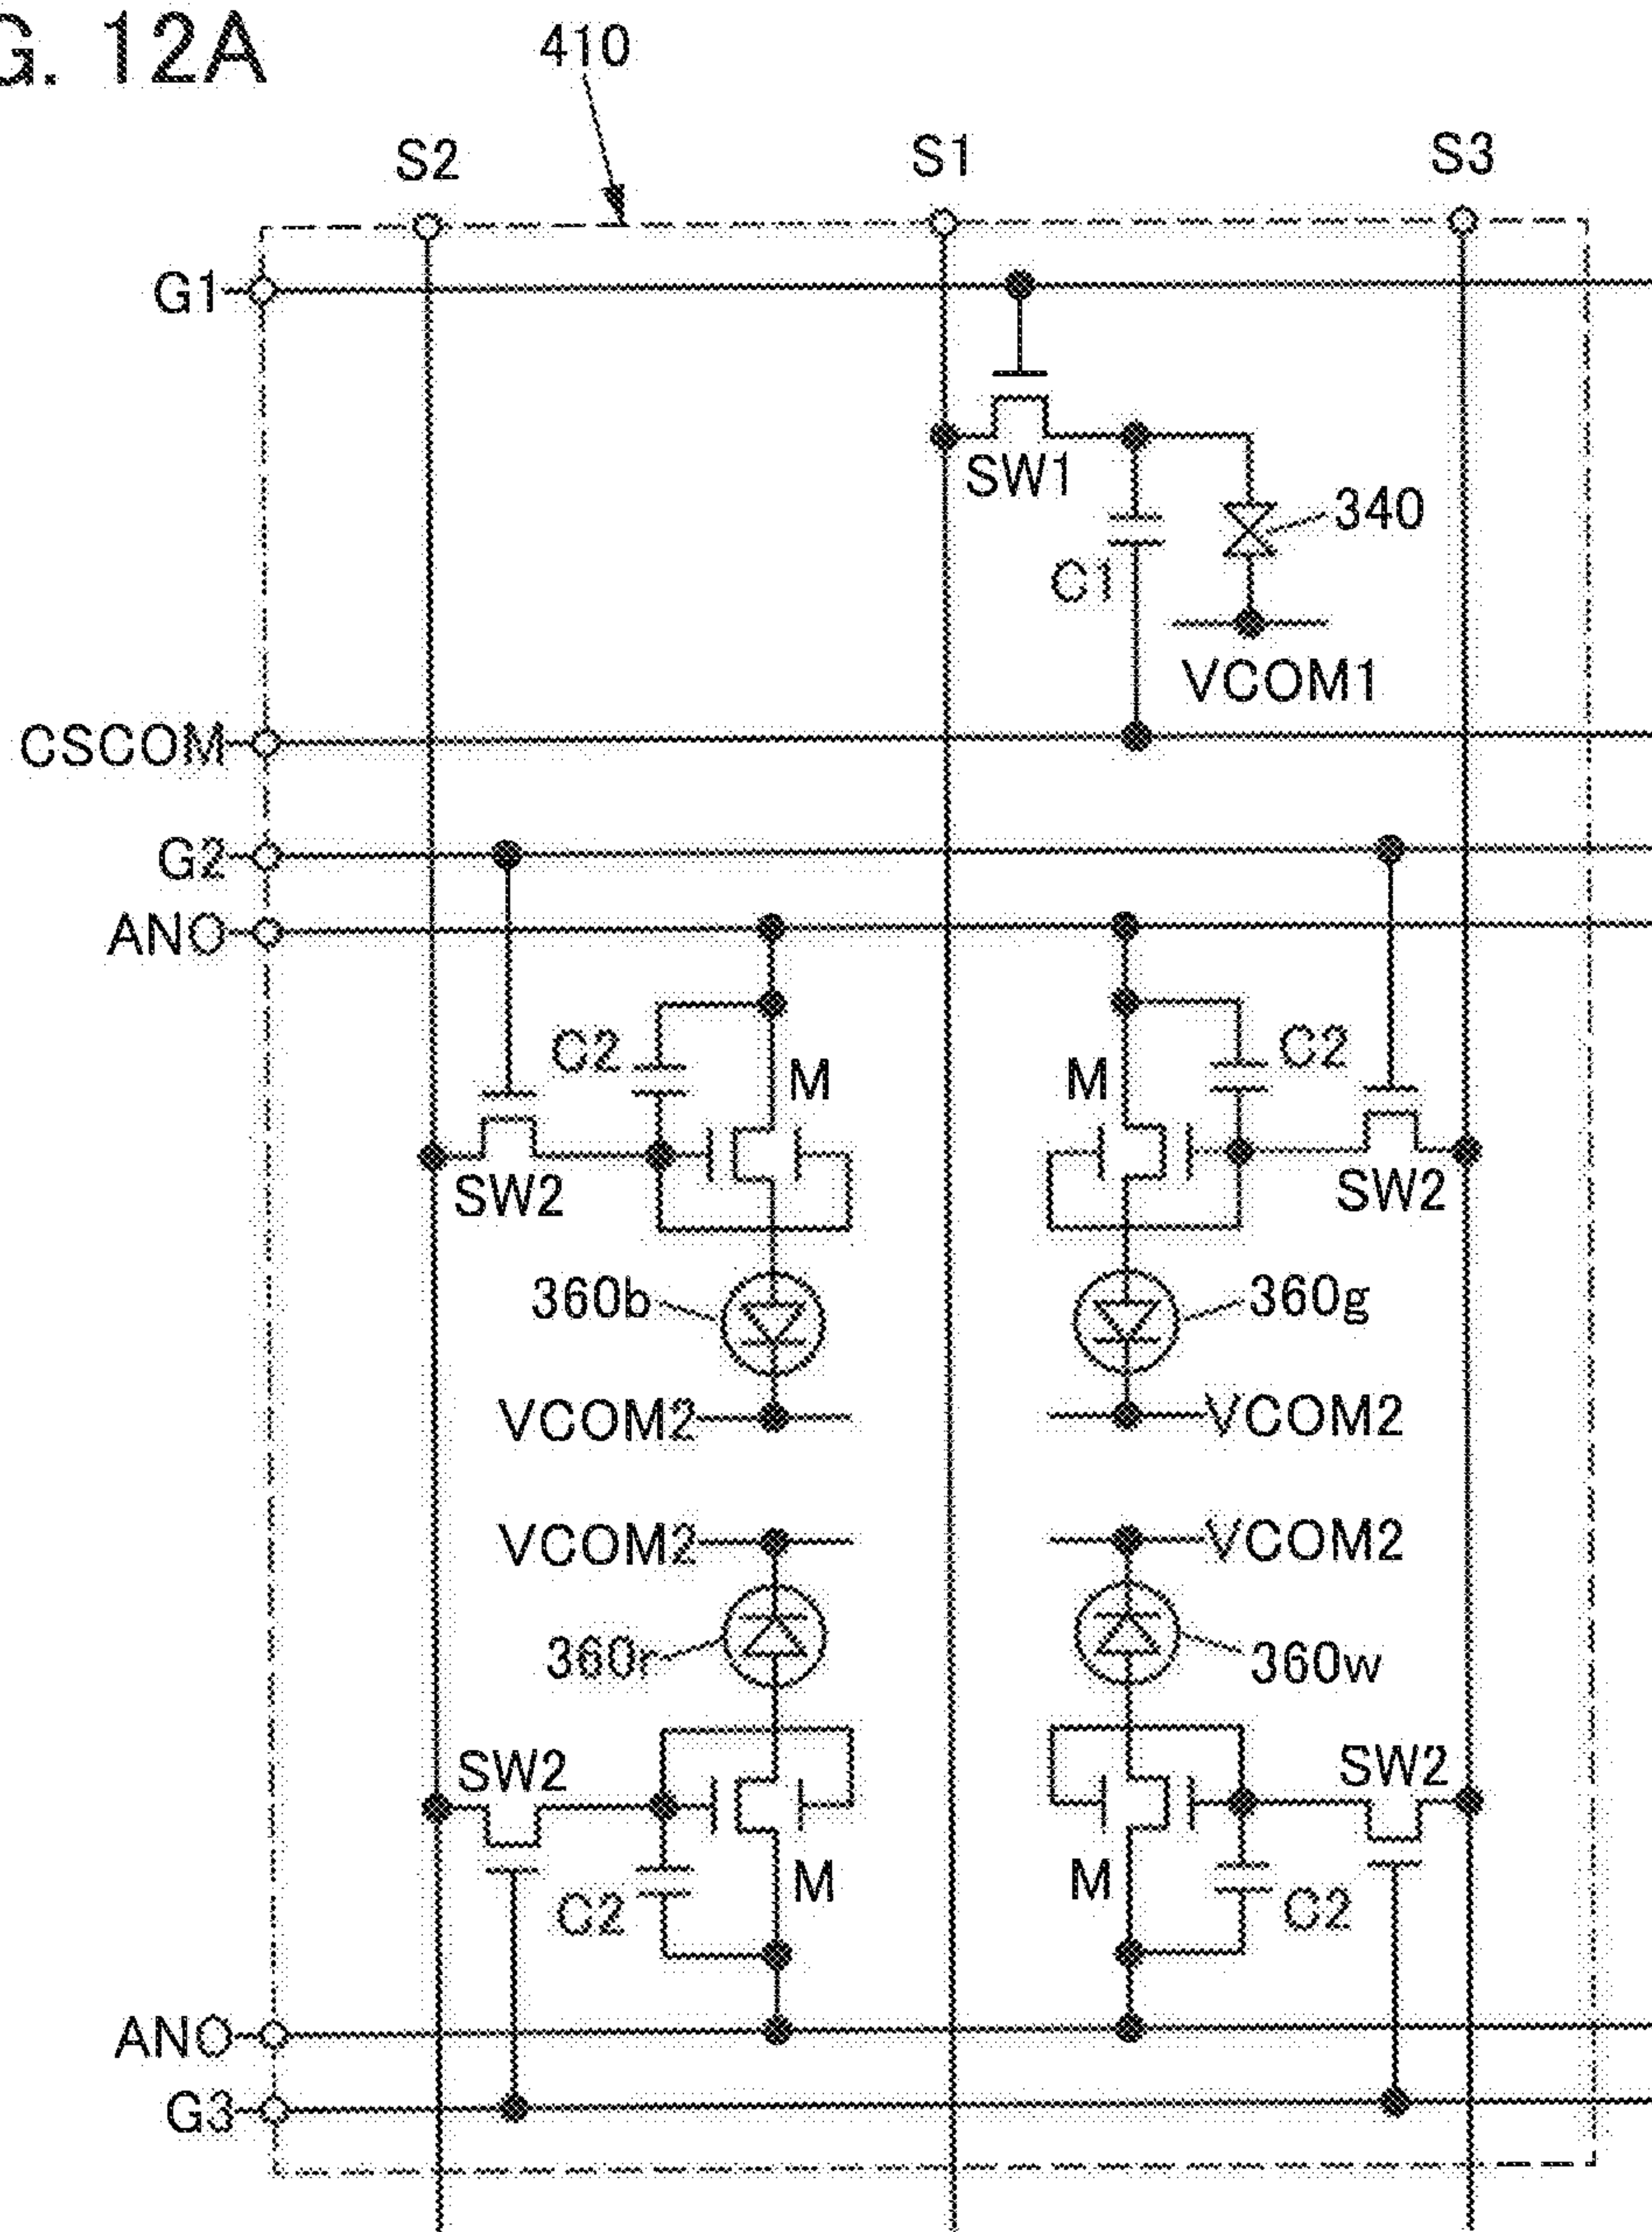 G. 12A
410
S2
S1
S3
G1
SW1
340
C1
VCOM1
CSCOM
G2
ANO
C2
M
M
C2
SW2
SW2
360b
360g
VCOM2
VCOM2
VCOM2
VCOM2
360r
360w
SW2
SW2
M
M
C2
C2
ANO
G3